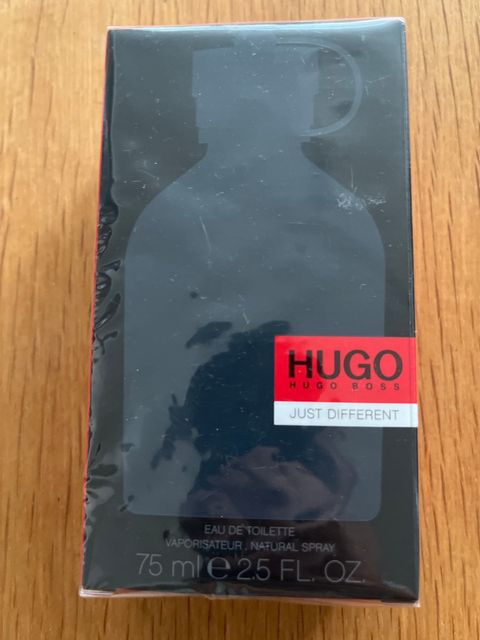 HUGO
HUGO BOSS
JUST DIFFERENT
EAU DE TOILETTE
VAPORISATEUR . NATURAL SPRAY
75 ml ℮ 2.5 FL. OZ.